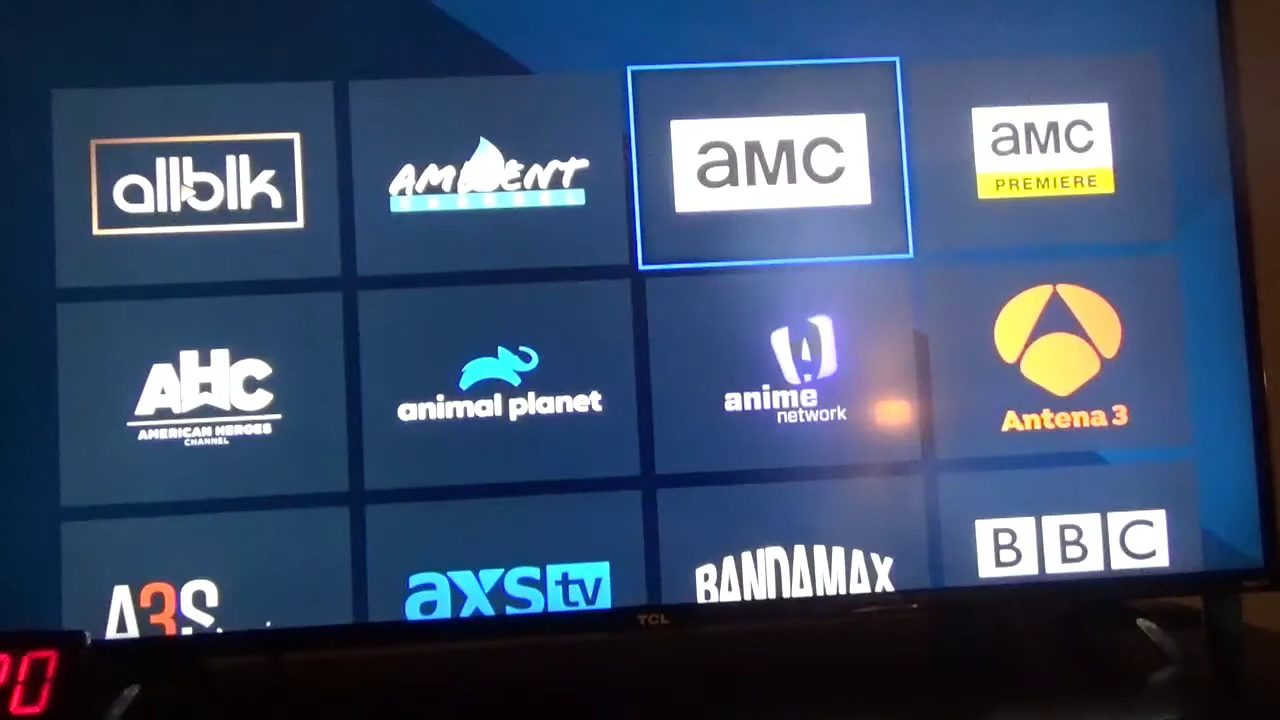 allblk
AMBIENT
aMC
aMC
PREMIERE
AHC
AMERICAN HEROES
CHANNEL
animal planet
anime
network
Antena 3
A3S
axs tv
BANDAMAX
BBC
TCL